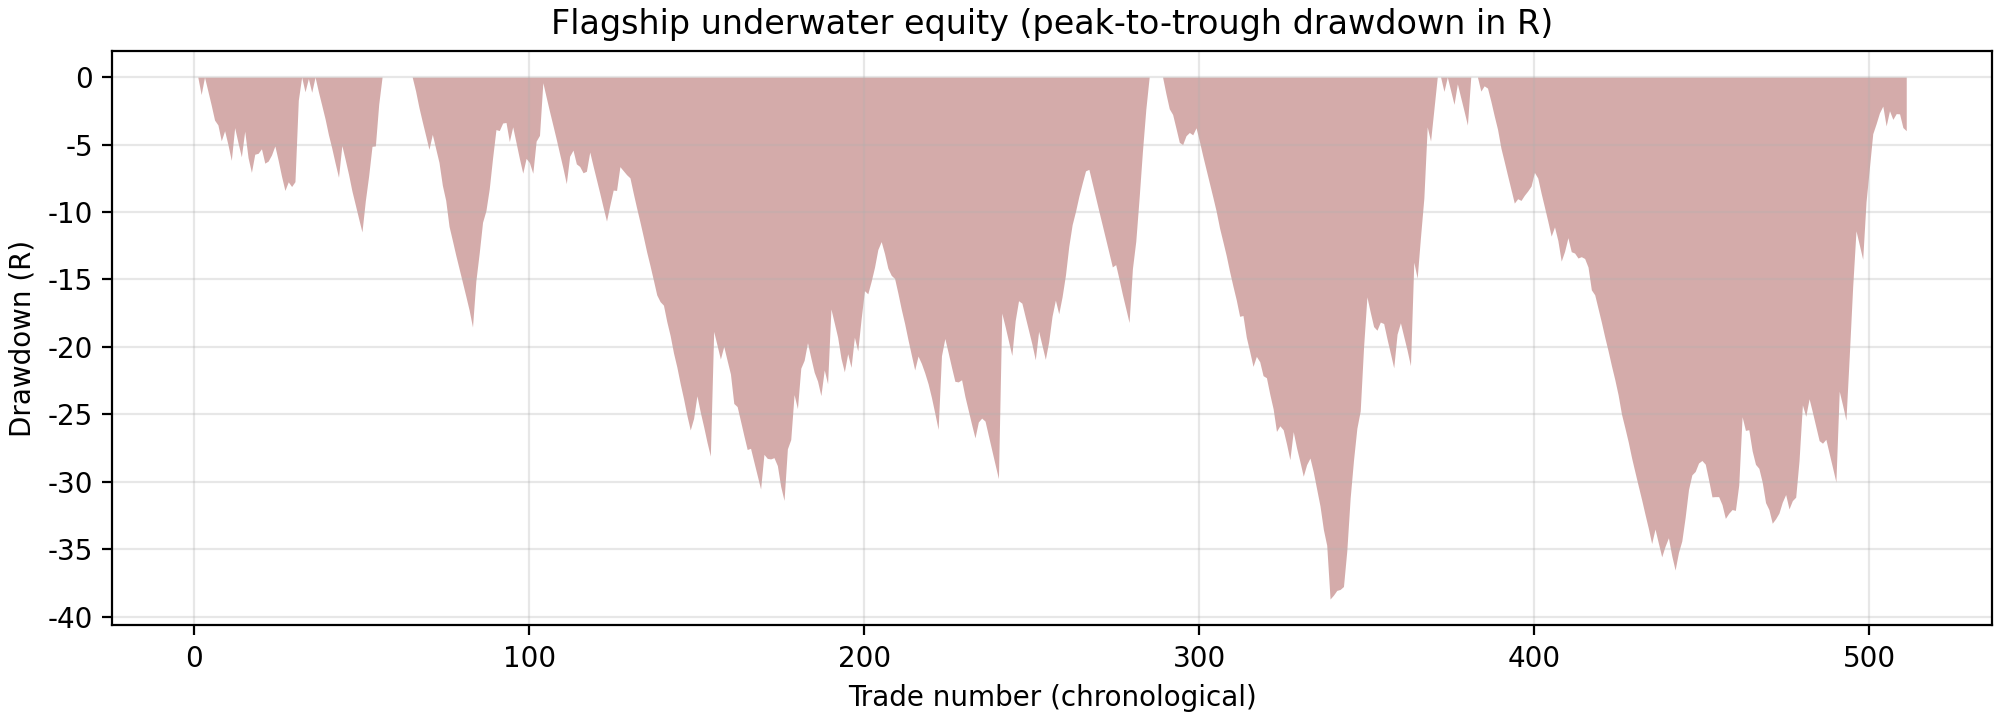 Flagship underwater equity (peak-to-trough drawdown in R)
Drawdown (R)
0
-5
-10
-15
-20
-25
-30
-35
-40
0 100 200 300 400 500
Trade number (chronological)